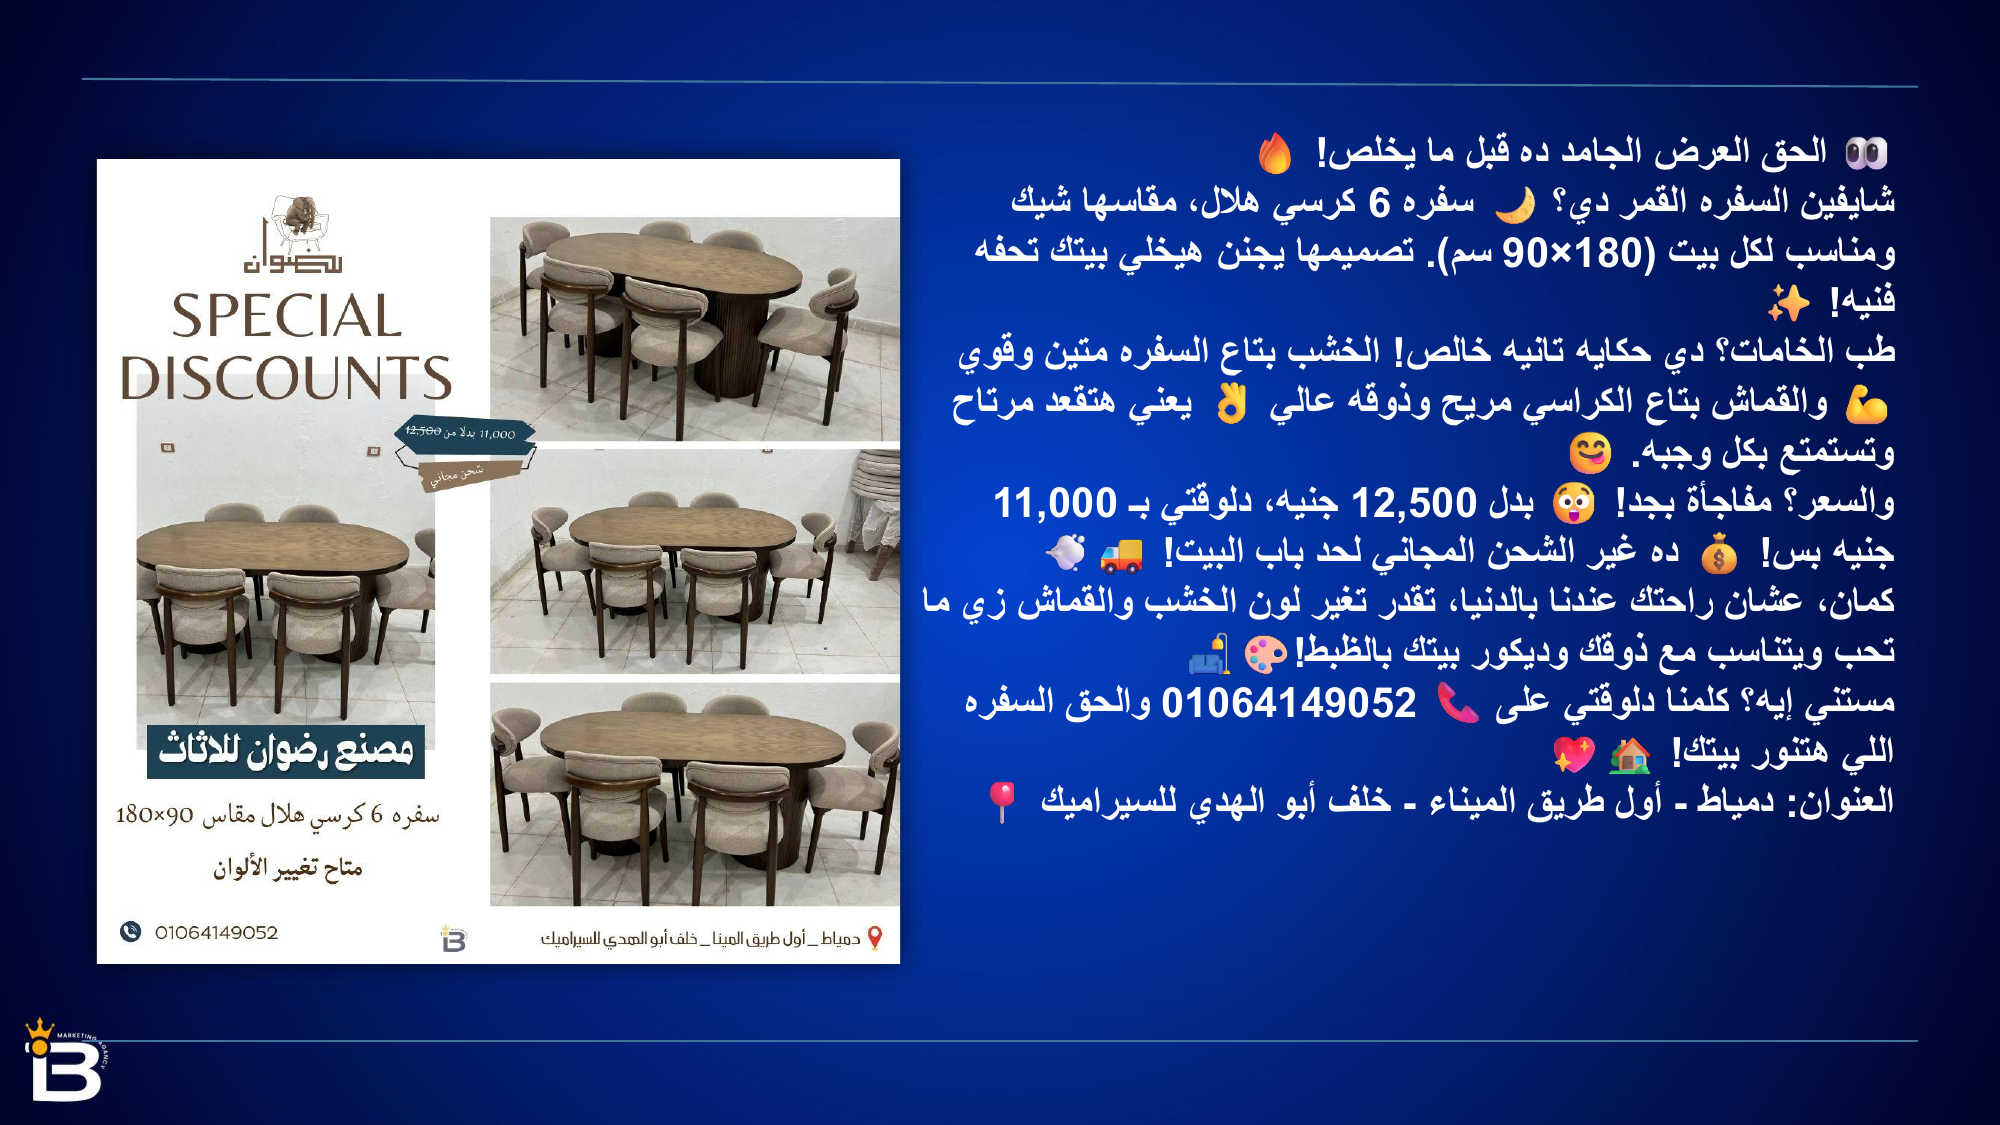 👀 الحق العرض الجامد ده قبل ما يخلص! 🔥
شايفين السفره القمر دي؟ 🌙 سفره 6 كرسي هلال، مقاسها شيك
ومناسب لكل بيت (180×90 سم). تصميمها يجنن هيخلي بيتك تحفه
فنيه! ✨
طب الخامات؟ دي حكايه تانيه خالص! الخشب بتاع السفره متين وقوي
💪 والقماش بتاع الكراسي مريح وذوقه عالي 👌 يعني هتقعد مرتاح
وتستمتع بكل وجبه. 😋
والسعر؟ مفاجأة بجد! 😲 بدل 12,500 جنيه، دلوقتي بـ 11,000
جنيه بس! 💰 ده غير الشحن المجاني لحد باب البيت! 🚚💨
كمان، عشان راحتك عندنا بالدنيا، تقدر تغير لون الخشب والقماش زي ما
تحب ويتناسب مع ذوقك وديكور بيتك بالظبط!🎨🛋️
مستني إيه؟ كلمنا دلوقتي على 📞 01064149052 والحق السفره
اللي هتنور بيتك! 🏡💖
العنوان: دمياط - أول طريق الميناء - خلف أبو الهدي للسيراميك 📍
رضوان
SPECIAL
DISCOUNTS
11,000 بدلا من 12,500
شحن مجاني
مصنع رضوان للاثاث
سفره 6 كرسي هلال مقاس 90×180
متاح تغيير الألوان
01064149052
دمياط _ أول طريق المينا _ خلف أبو الهدي للسيراميك
B
MARKETING AGANCY